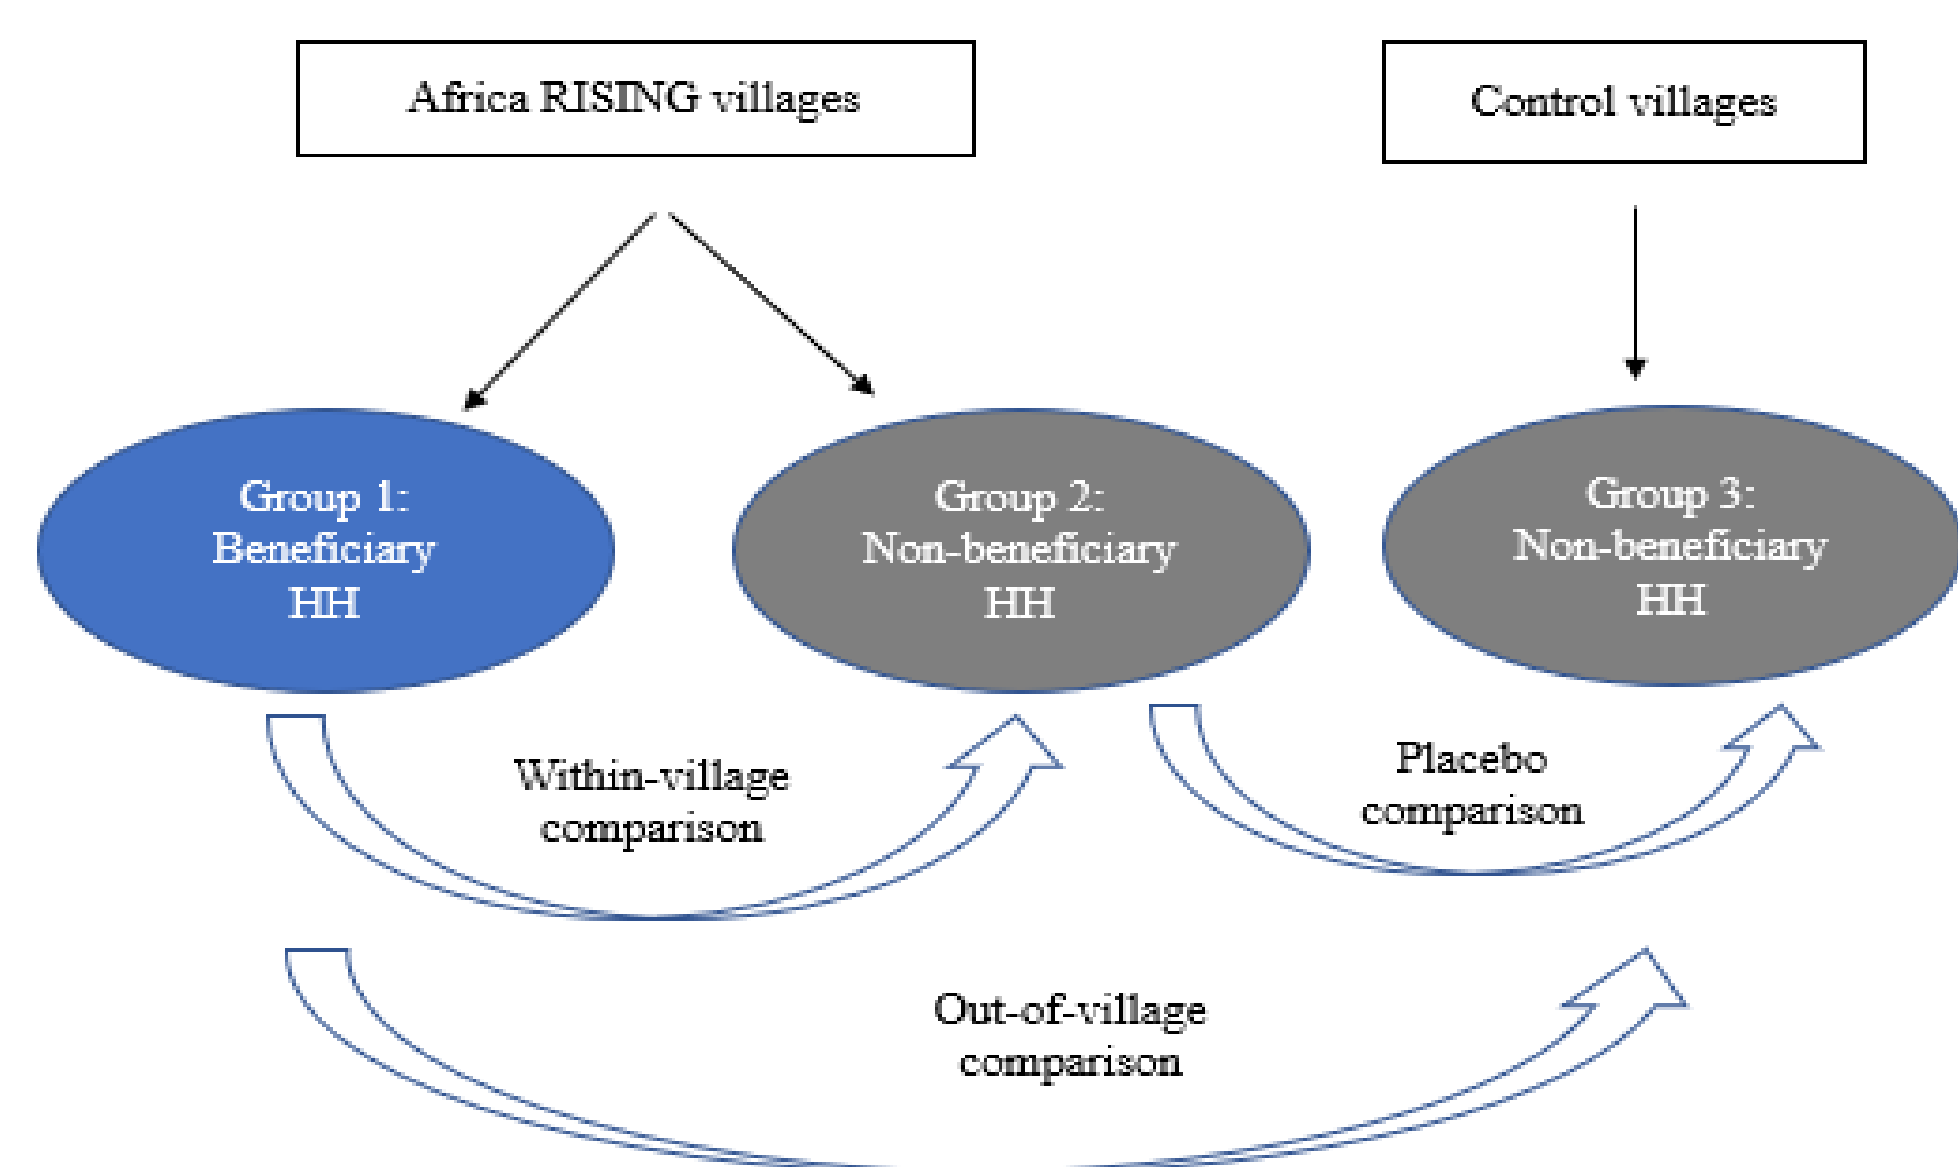 Africa RISING villages
Control villages
Group 1:
Beneficiary
HH
Group 2:
Non-beneficiary
HH
Group 3:
Non-beneficiary
HH
Within-village
comparison
Placebo
comparison
Out-of-village
comparison